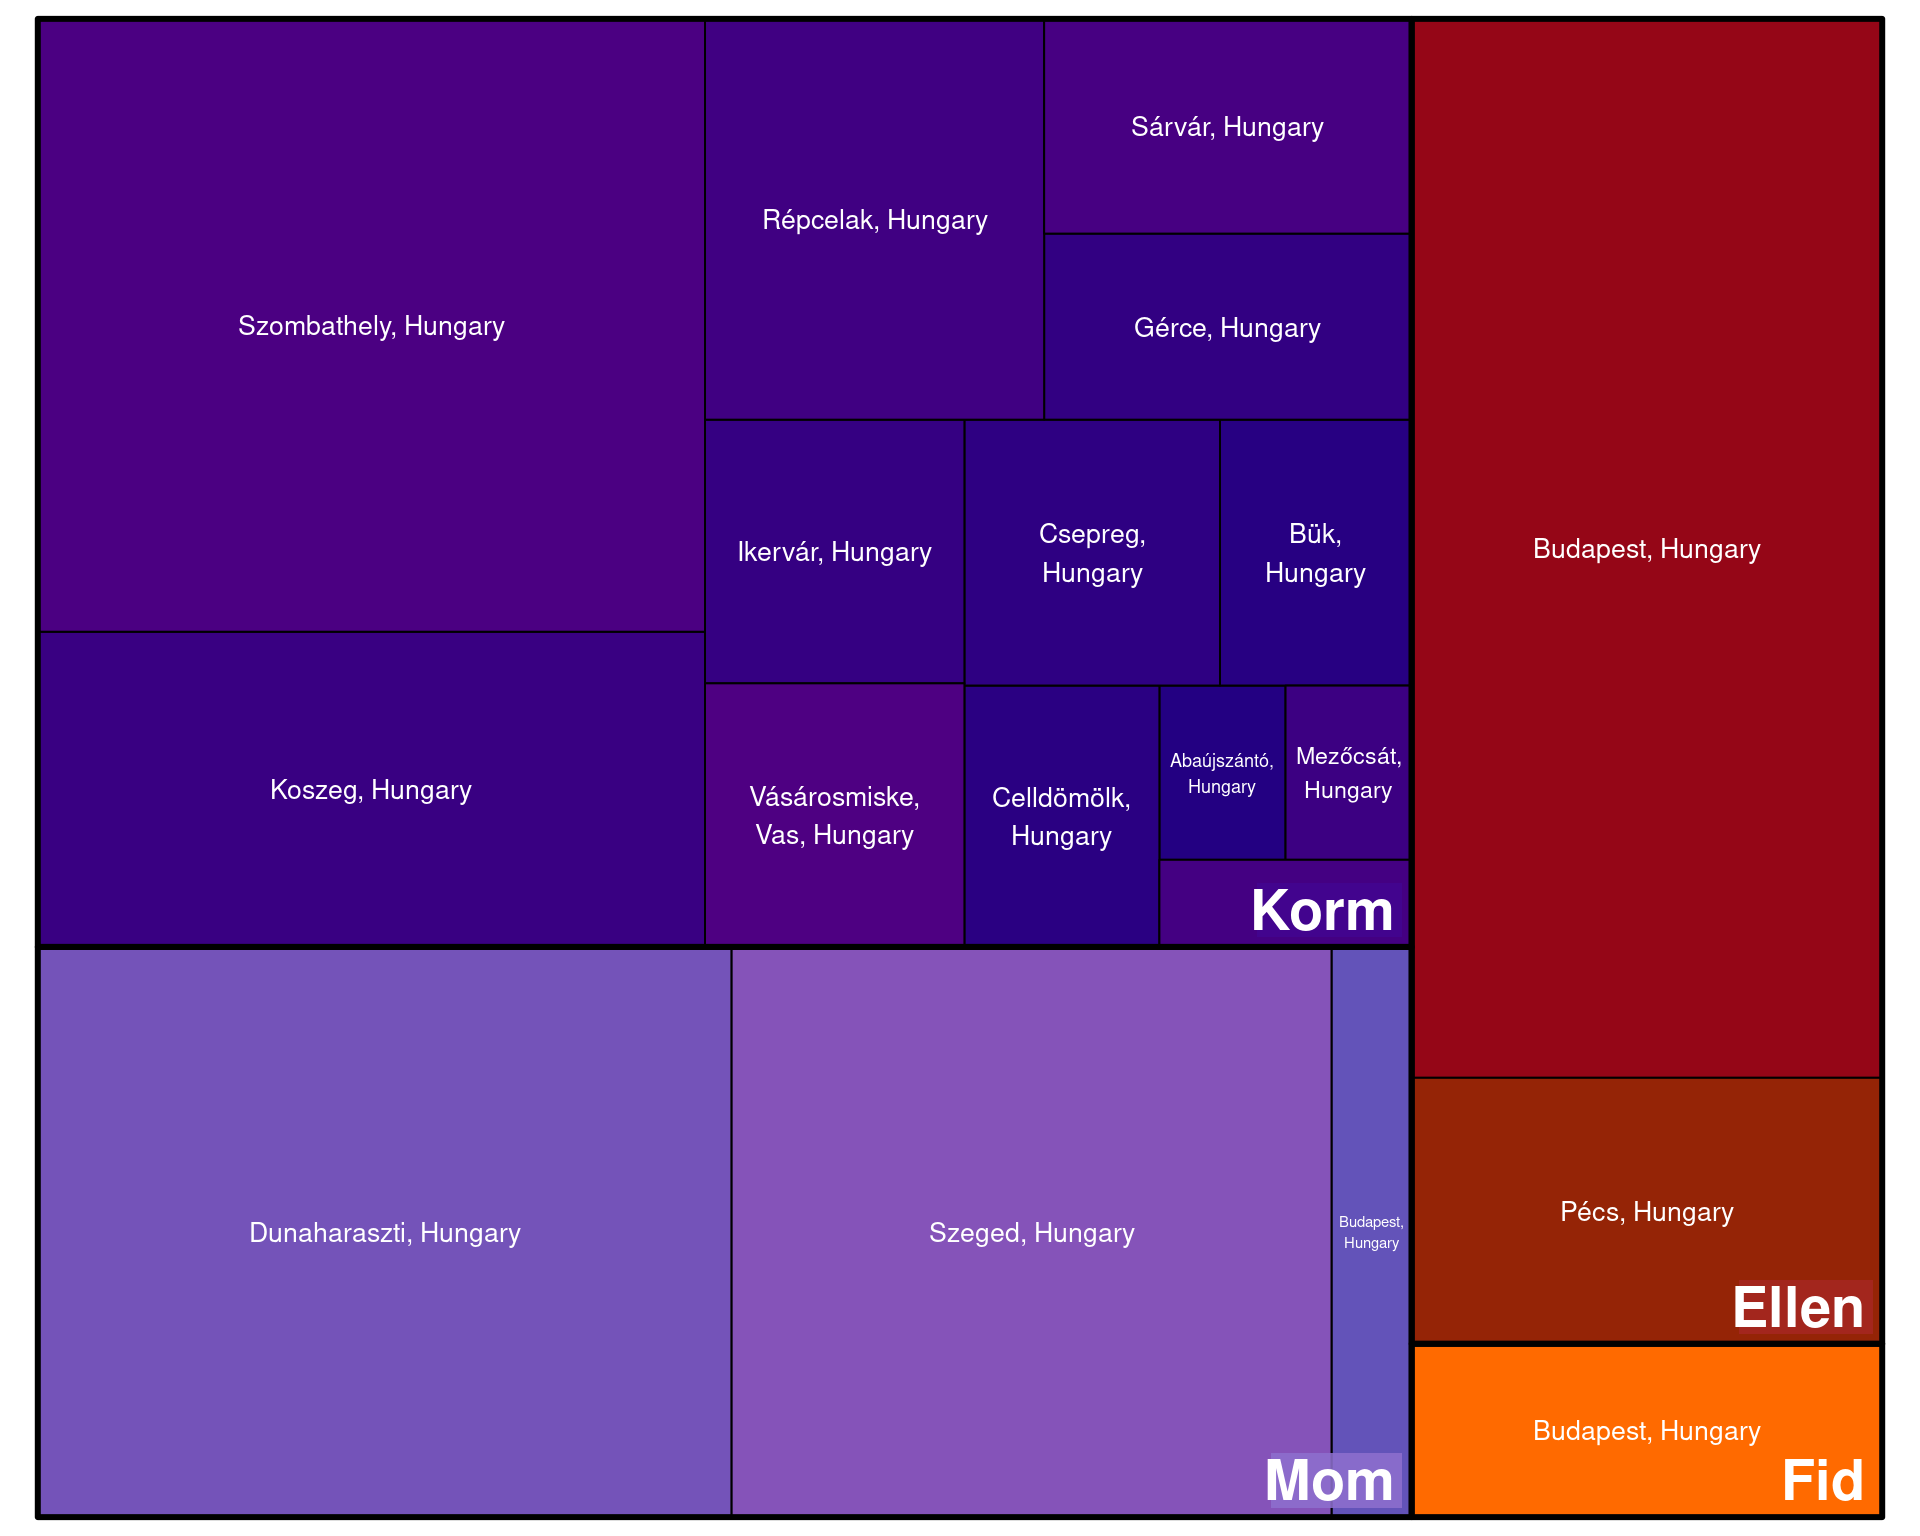 Szombathely, Hungary
Koszeg, Hungary
Répcelak, Hungary
Sárvár, Hungary
Gérce, Hungary
Ikervár, Hungary
Csepreg,
Hungary
Bük,
Hungary
Vásárosmiske,
Vas, Hungary
Celldömölk,
Hungary
Abaújszántó,
Hungary
Mezőcsát,
Hungary
Korm
Dunaharaszti, Hungary
Szeged, Hungary
Budapest,
Hungary
Mom
Budapest, Hungary
Pécs, Hungary
Ellen
Budapest, Hungary
Fid